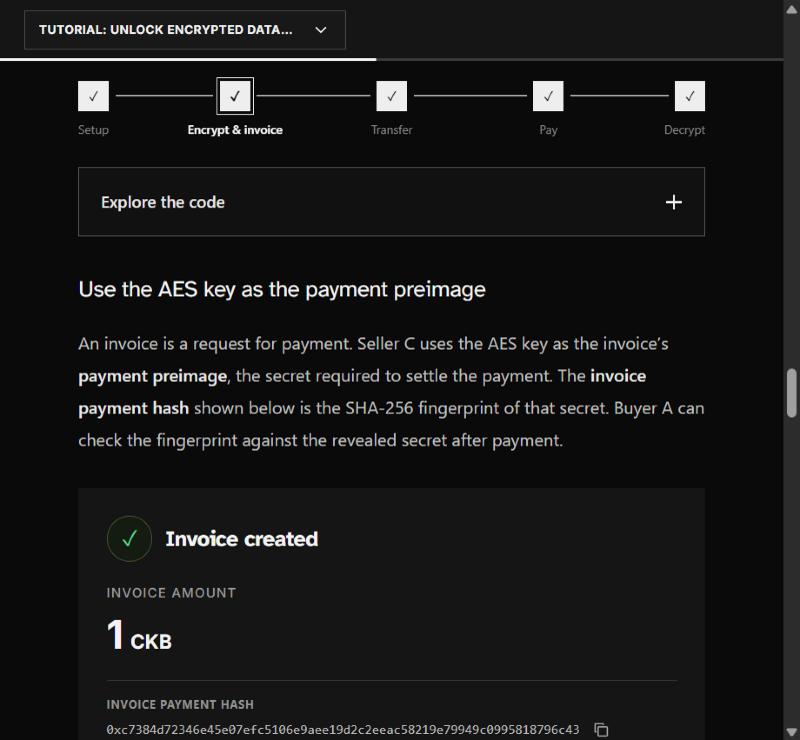 TUTORIAL: UNLOCK ENCRYPTED DATA...
Setup
Encrypt & invoice
Transfer
Pay
Decrypt
Explore the code
Use the AES key as the payment preimage
An invoice is a request for payment. Seller C uses the AES key as the invoice’s
payment preimage, the secret required to settle the payment. The invoice
payment hash shown below is the SHA-256 fingerprint of that secret. Buyer A can
check the fingerprint against the revealed secret after payment.
Invoice created
INVOICE AMOUNT
1 CKB
INVOICE PAYMENT HASH
0xc7384d72346e45e07efc5106e9aee19d2c2eeac58219e79949c0995818796c43